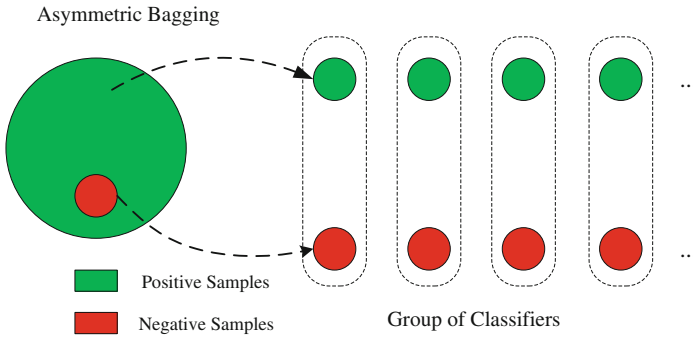 Asymmetric Bagging
..
..
Positive Samples
Negative Samples
Group of Classifiers